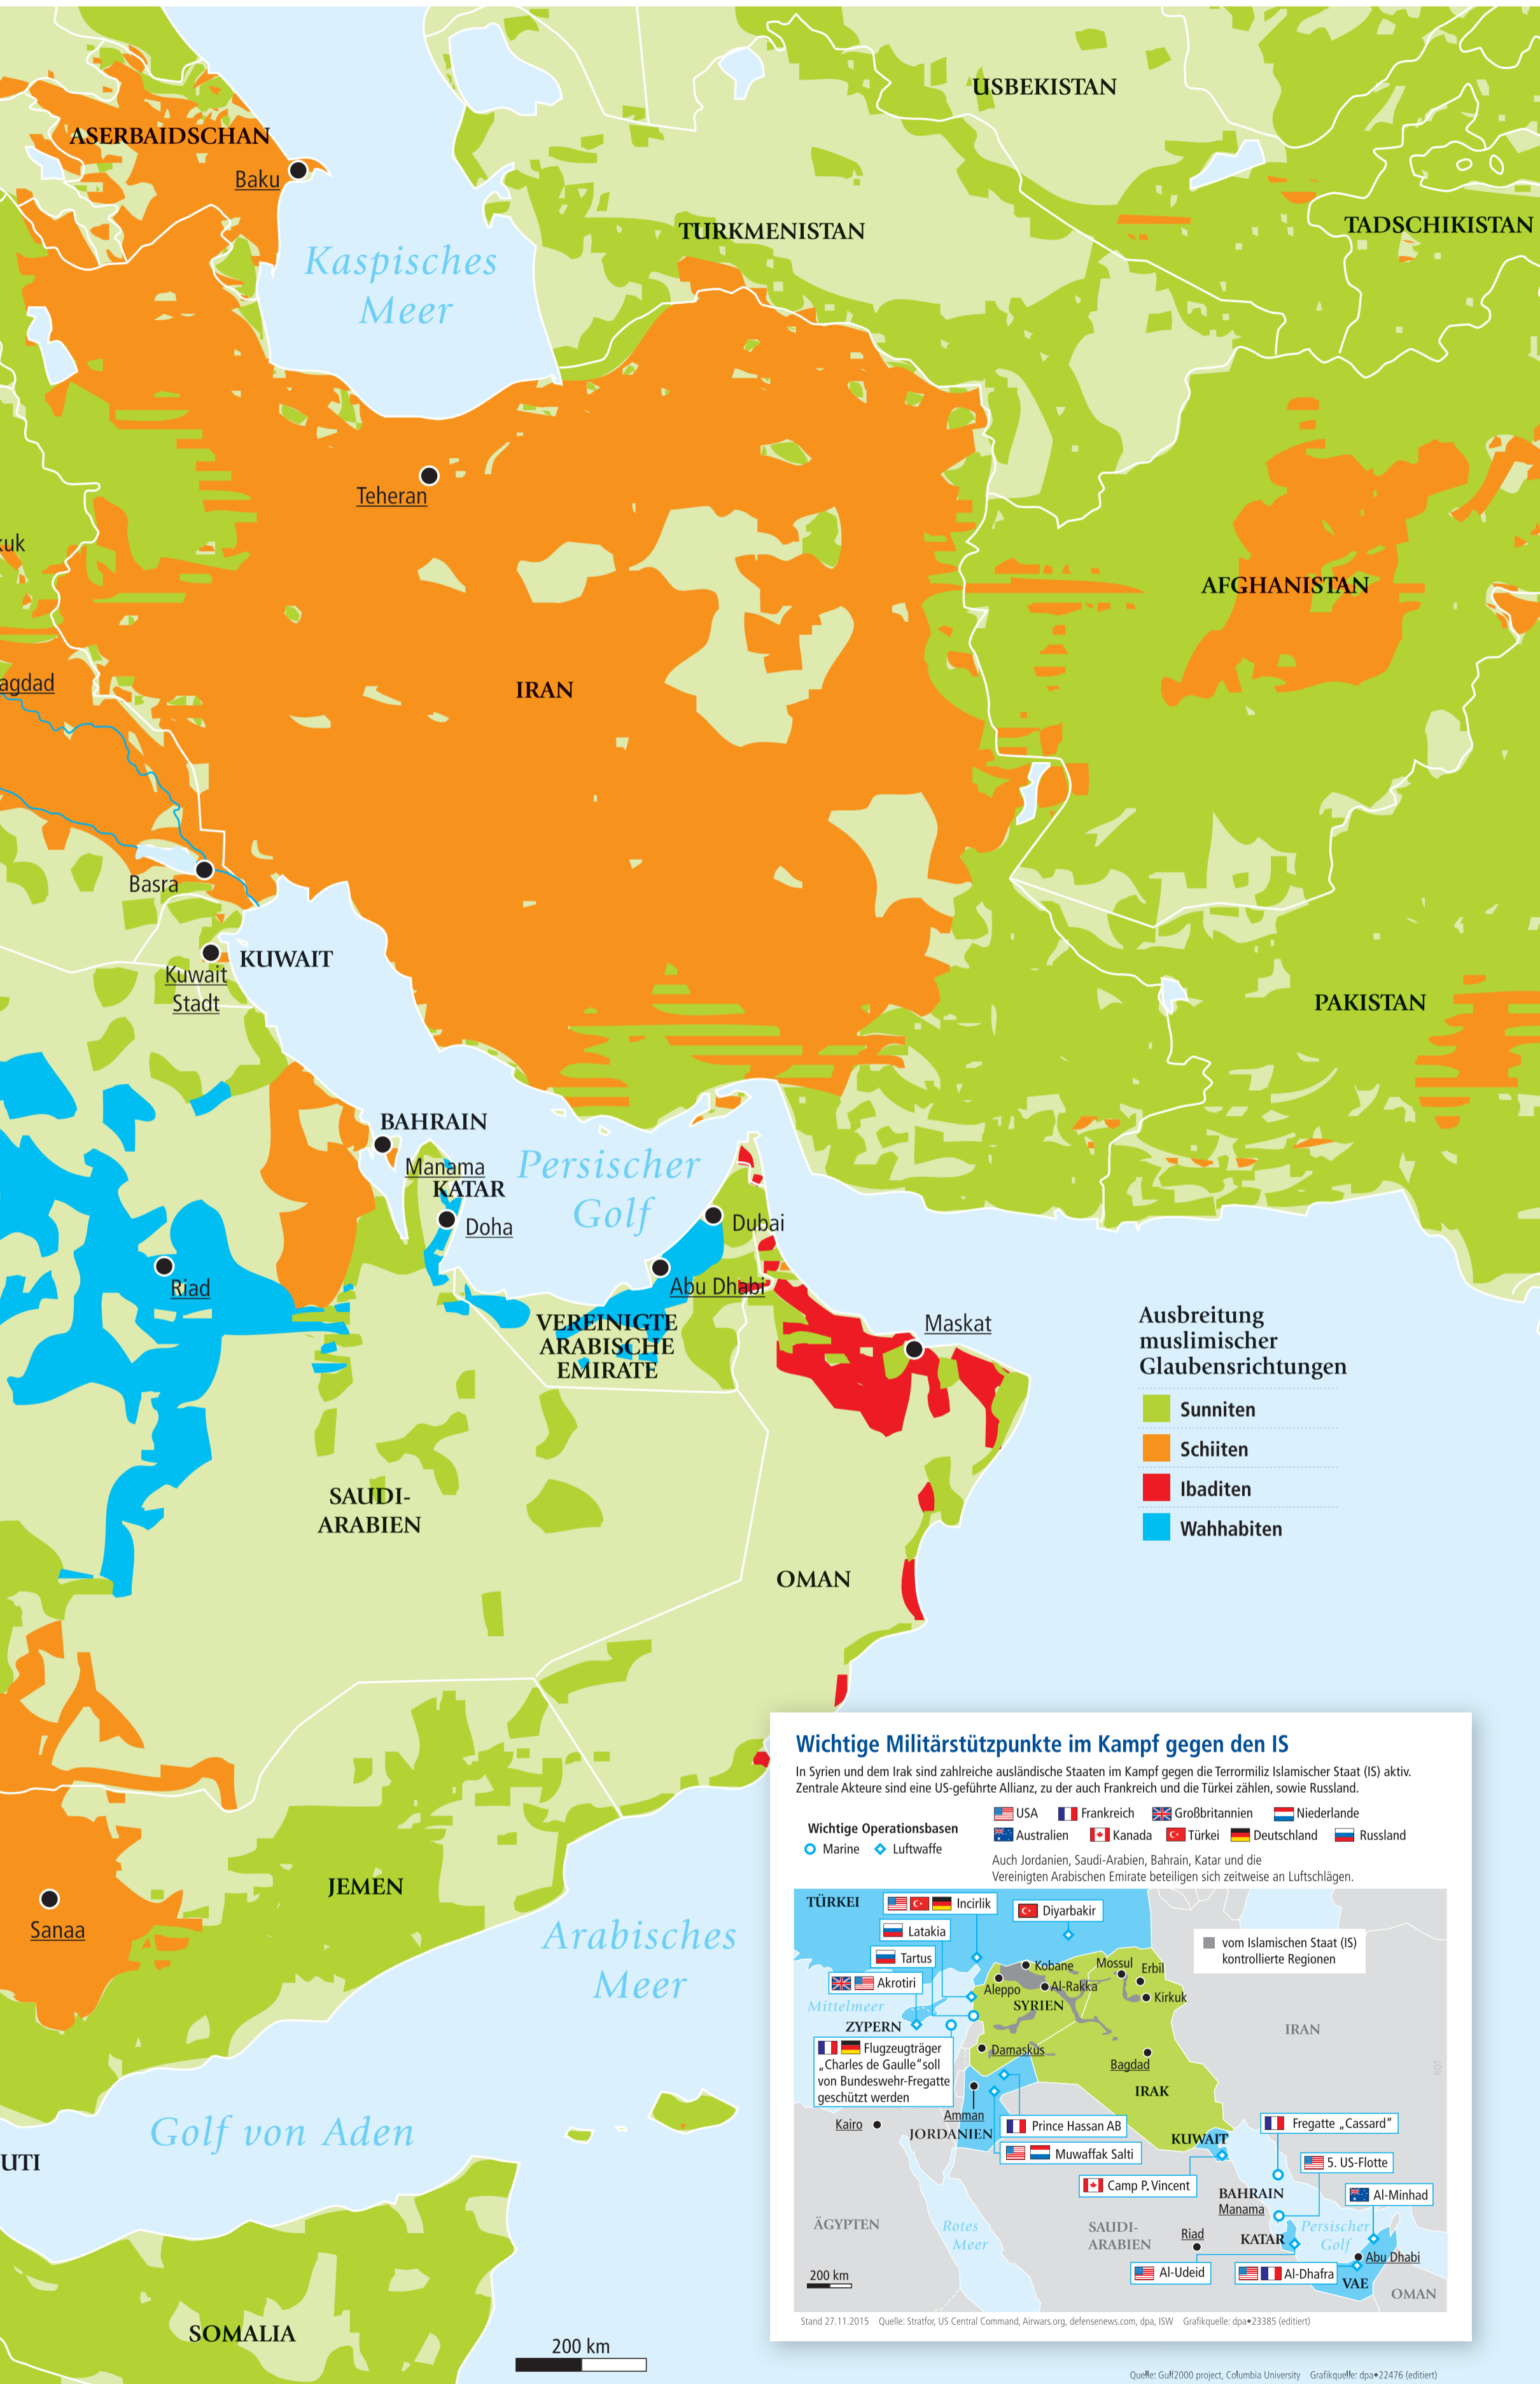 USBEKISTAN
ASERBAIDSCHAN
Baku
TADSCHIKISTAN
TURKMENISTAN
Kaspisches
Meer
Teheran
kuk
AFGHANISTAN
agdad
IRAN
Basra
KUWAIT
Kuwait
Stadt
PAKISTAN
BAHRAIN
Manama
KATAR
Doha
Persischer
Golf
Dubai
Riad
Abu Dhabi
VEREINIGTE
ARABISCHE
EMIRATE
Maskat
Ausbreitung
muslimischer
Glaubensrichtungen
Sunniten
Schiiten
Ibaditen
Wahhabiten
SAUDI-
ARABIEN
OMAN
JEMEN
Sanaa
Arabisches
Meer
Golf von Aden
UTI
SOMALIA
200 km
Wichtige Militärstützpunkte im Kampf gegen den IS
In Syrien und dem Irak sind zahlreiche ausländische Staaten im Kampf gegen die Terrormiliz Islamischer Staat (IS) aktiv.
Zentrale Akteure sind eine US-geführte Allianz, zu der auch Frankreich und die Türkei zählen, sowie Russland.
Wichtige Operationsbasen
Marine Luftwaffe
USA Frankreich Großbritannien Niederlande
Australien Kanada Türkei Deutschland Russland
Auch Jordanien, Saudi-Arabien, Bahrain, Katar und die
Vereinigten Arabischen Emirate beteiligen sich zeitweise an Luftschlägen.
TÜRKEI
Incirlik
Diyarbakir
Latakia
Tartus
Akrotiri
vom Islamischen Staat (IS)
kontrollierte Regionen
Kobane
Mossul
Erbil
Aleppo
Al-Rakka
Kirkuk
SYRIEN
Mittelmeer
ZYPERN
IRAN
Flugzeugträger
„Charles de Gaulle“soll
von Bundeswehr-Fregatte
geschützt werden
Damaskus
Bagdad
IRAK
Amman
JORDANIEN
Kairo
Prince Hassan AB
Muwaffak Salti
KUWAIT
Fregatte „Cassard“
Camp P. Vincent
5. US-Flotte
BAHRAIN
Manama
Al-Minhad
ÄGYPTEN
Rotes
Meer
SAUDI-
ARABIEN
Riad
KATAR
Persischer
Golf
Abu Dhabi
Al-Udeid
Al-Dhafra
VAE
OMAN
200 km
ROT
Stand 27.11.2015 Quelle: Stratfor, US Central Command, Airwars.org, defensenews.com, dpa, ISW Grafikquelle: dpa•23385 (editiert)
Quelle: Gulf2000 project, Columbia University Grafikquelle: dpa•22476 (editiert)